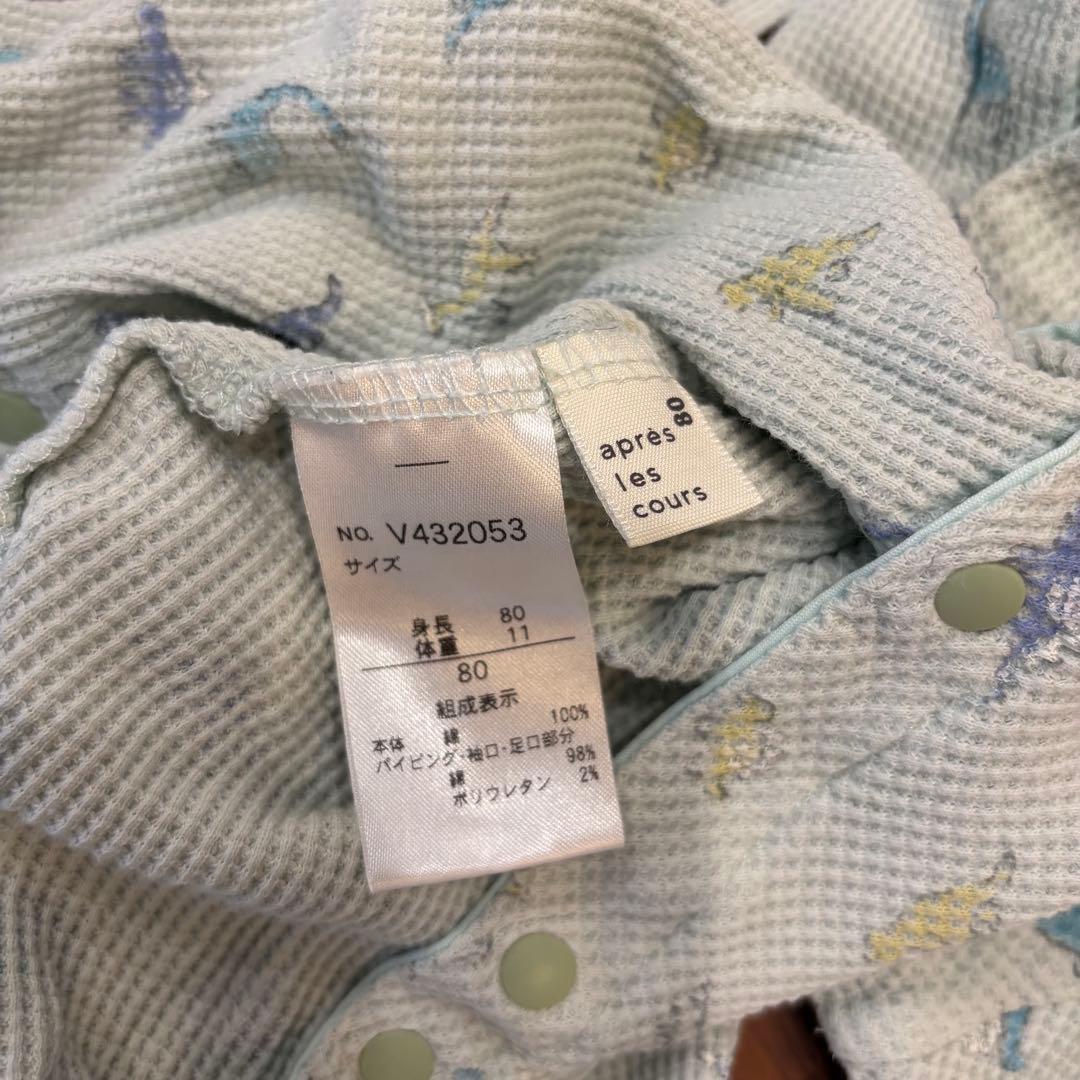 NO. V432053
サイズ
身長 80
体重 11
80
組成表示
本体 綿 100%
パイピング・袖口・足口部分
綿 98%
ポリウレタン 2%
80
après
les
cours